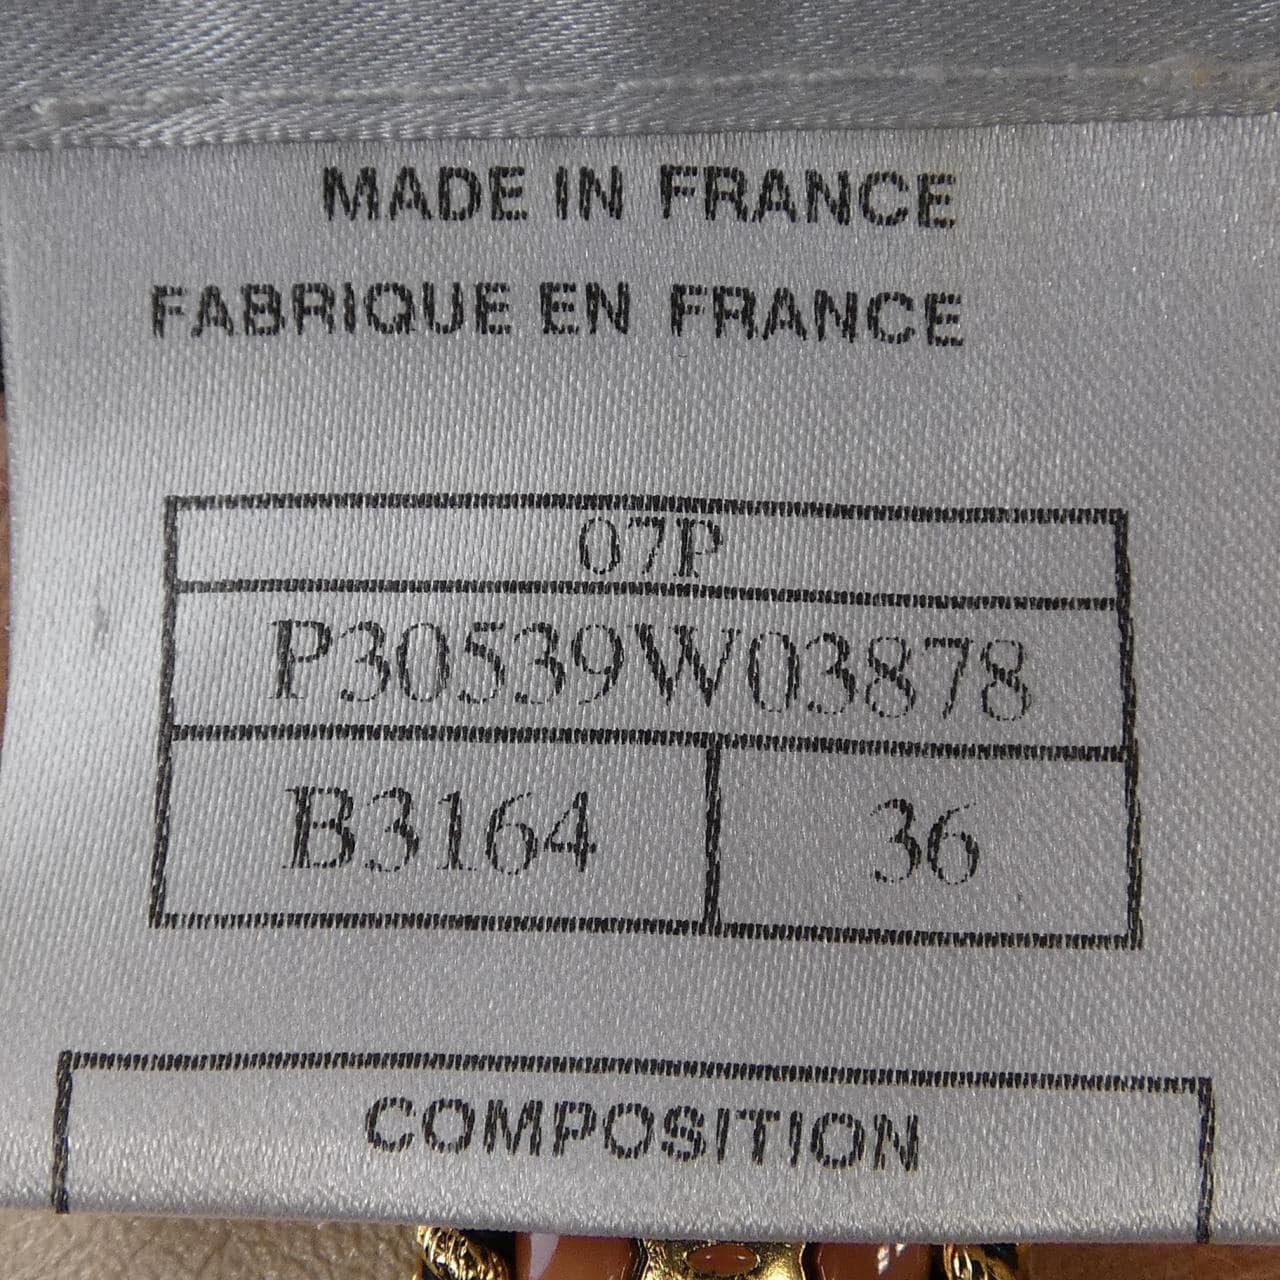 MADE IN FRANCE
FABRIQUE EN FRANCE
07P
P30539W03878
B3164 36
COMPOSITION